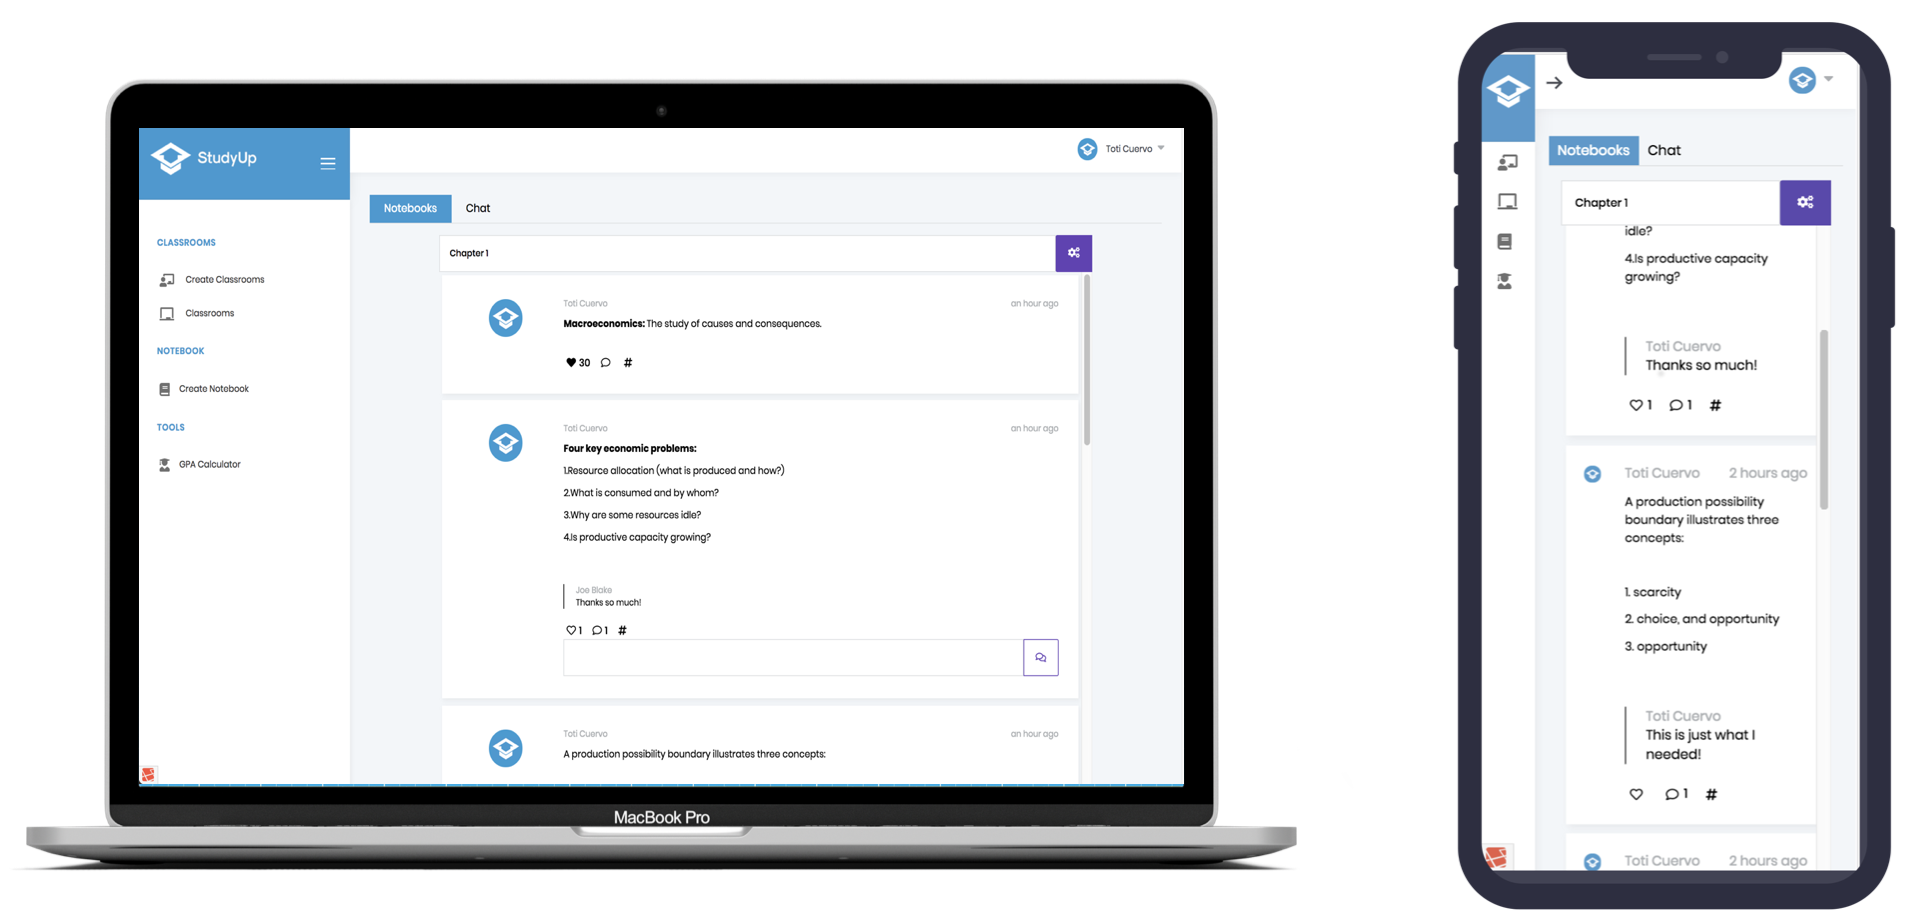 StudyUp
Toti Cuervo
Notebooks
Chat
CLASSROOMS
Create Classrooms
Classrooms
NOTEBOOK
Create Notebook
TOOLS
GPA Calculator
Chapter 1
Toti Cuervo
an hour ago
Macroeconomics: The study of causes and consequences.
30
#
Toti Cuervo
an hour ago
Four key economic problems:
1.Resource allocation (what is produced and how?)
2.What is consumed and by whom?
3.Why are some resources idle?
4.Is productive capacity growing?
Joe Blake
Thanks so much!
1
1
#
Toti Cuervo
an hour ago
A production possibility boundary illustrates three concepts:
MacBook Pro
Notebooks
Chat
Chapter 1
idle?
4.Is productive capacity
growing?
Toti Cuervo
Thanks so much!
1
1
#
Toti Cuervo
2 hours ago
A production possibility
boundary illustrates three
concepts:
1. scarcity
2. choice, and opportunity
3. opportunity
Toti Cuervo
This is just what I
needed!
1
#
Toti Cuervo
2 hours ago